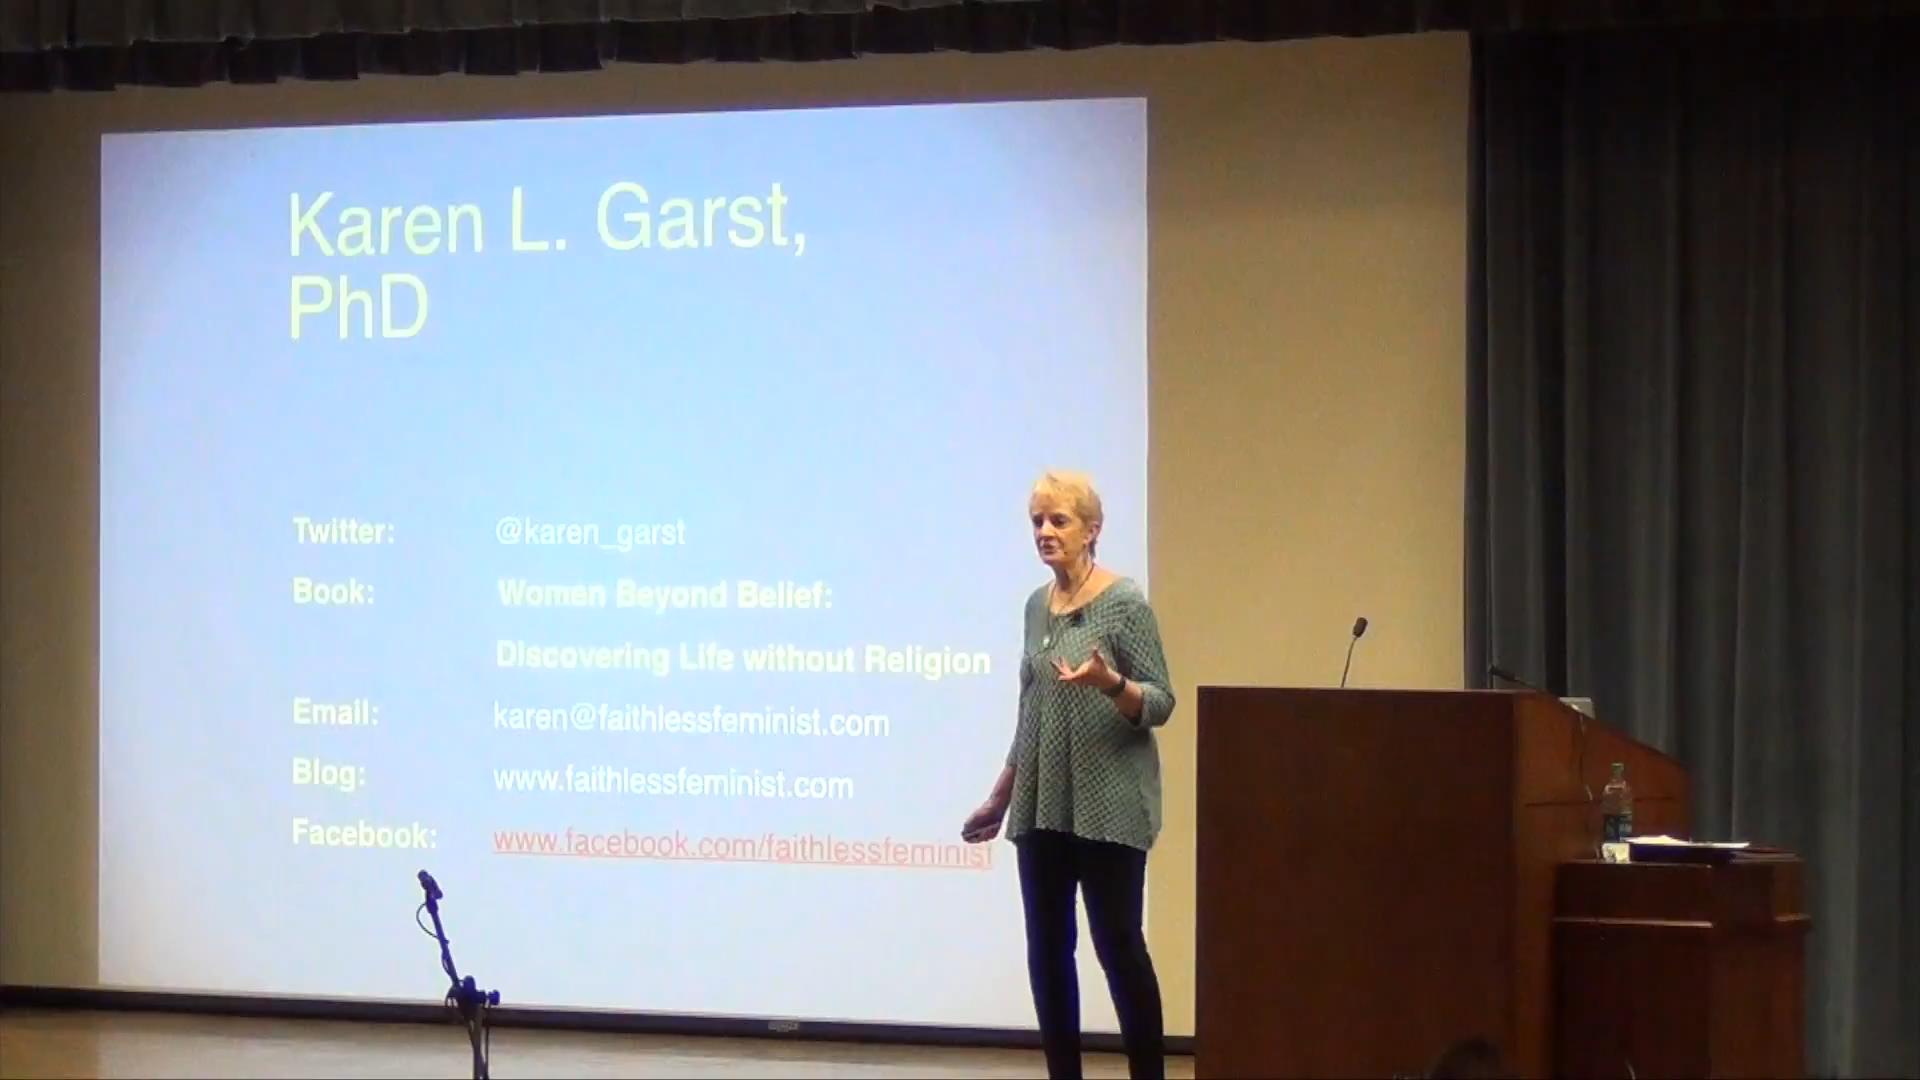 Karen L. Garst,
PhD
Twitter: @karen_garst
Book: Women Beyond Belief:
Discovering Life without Religion
Email: karen@faithlessfeminist.com
Blog: www.faithlessfeminist.com
Facebook: www.facebook.com/faithlessfeminist